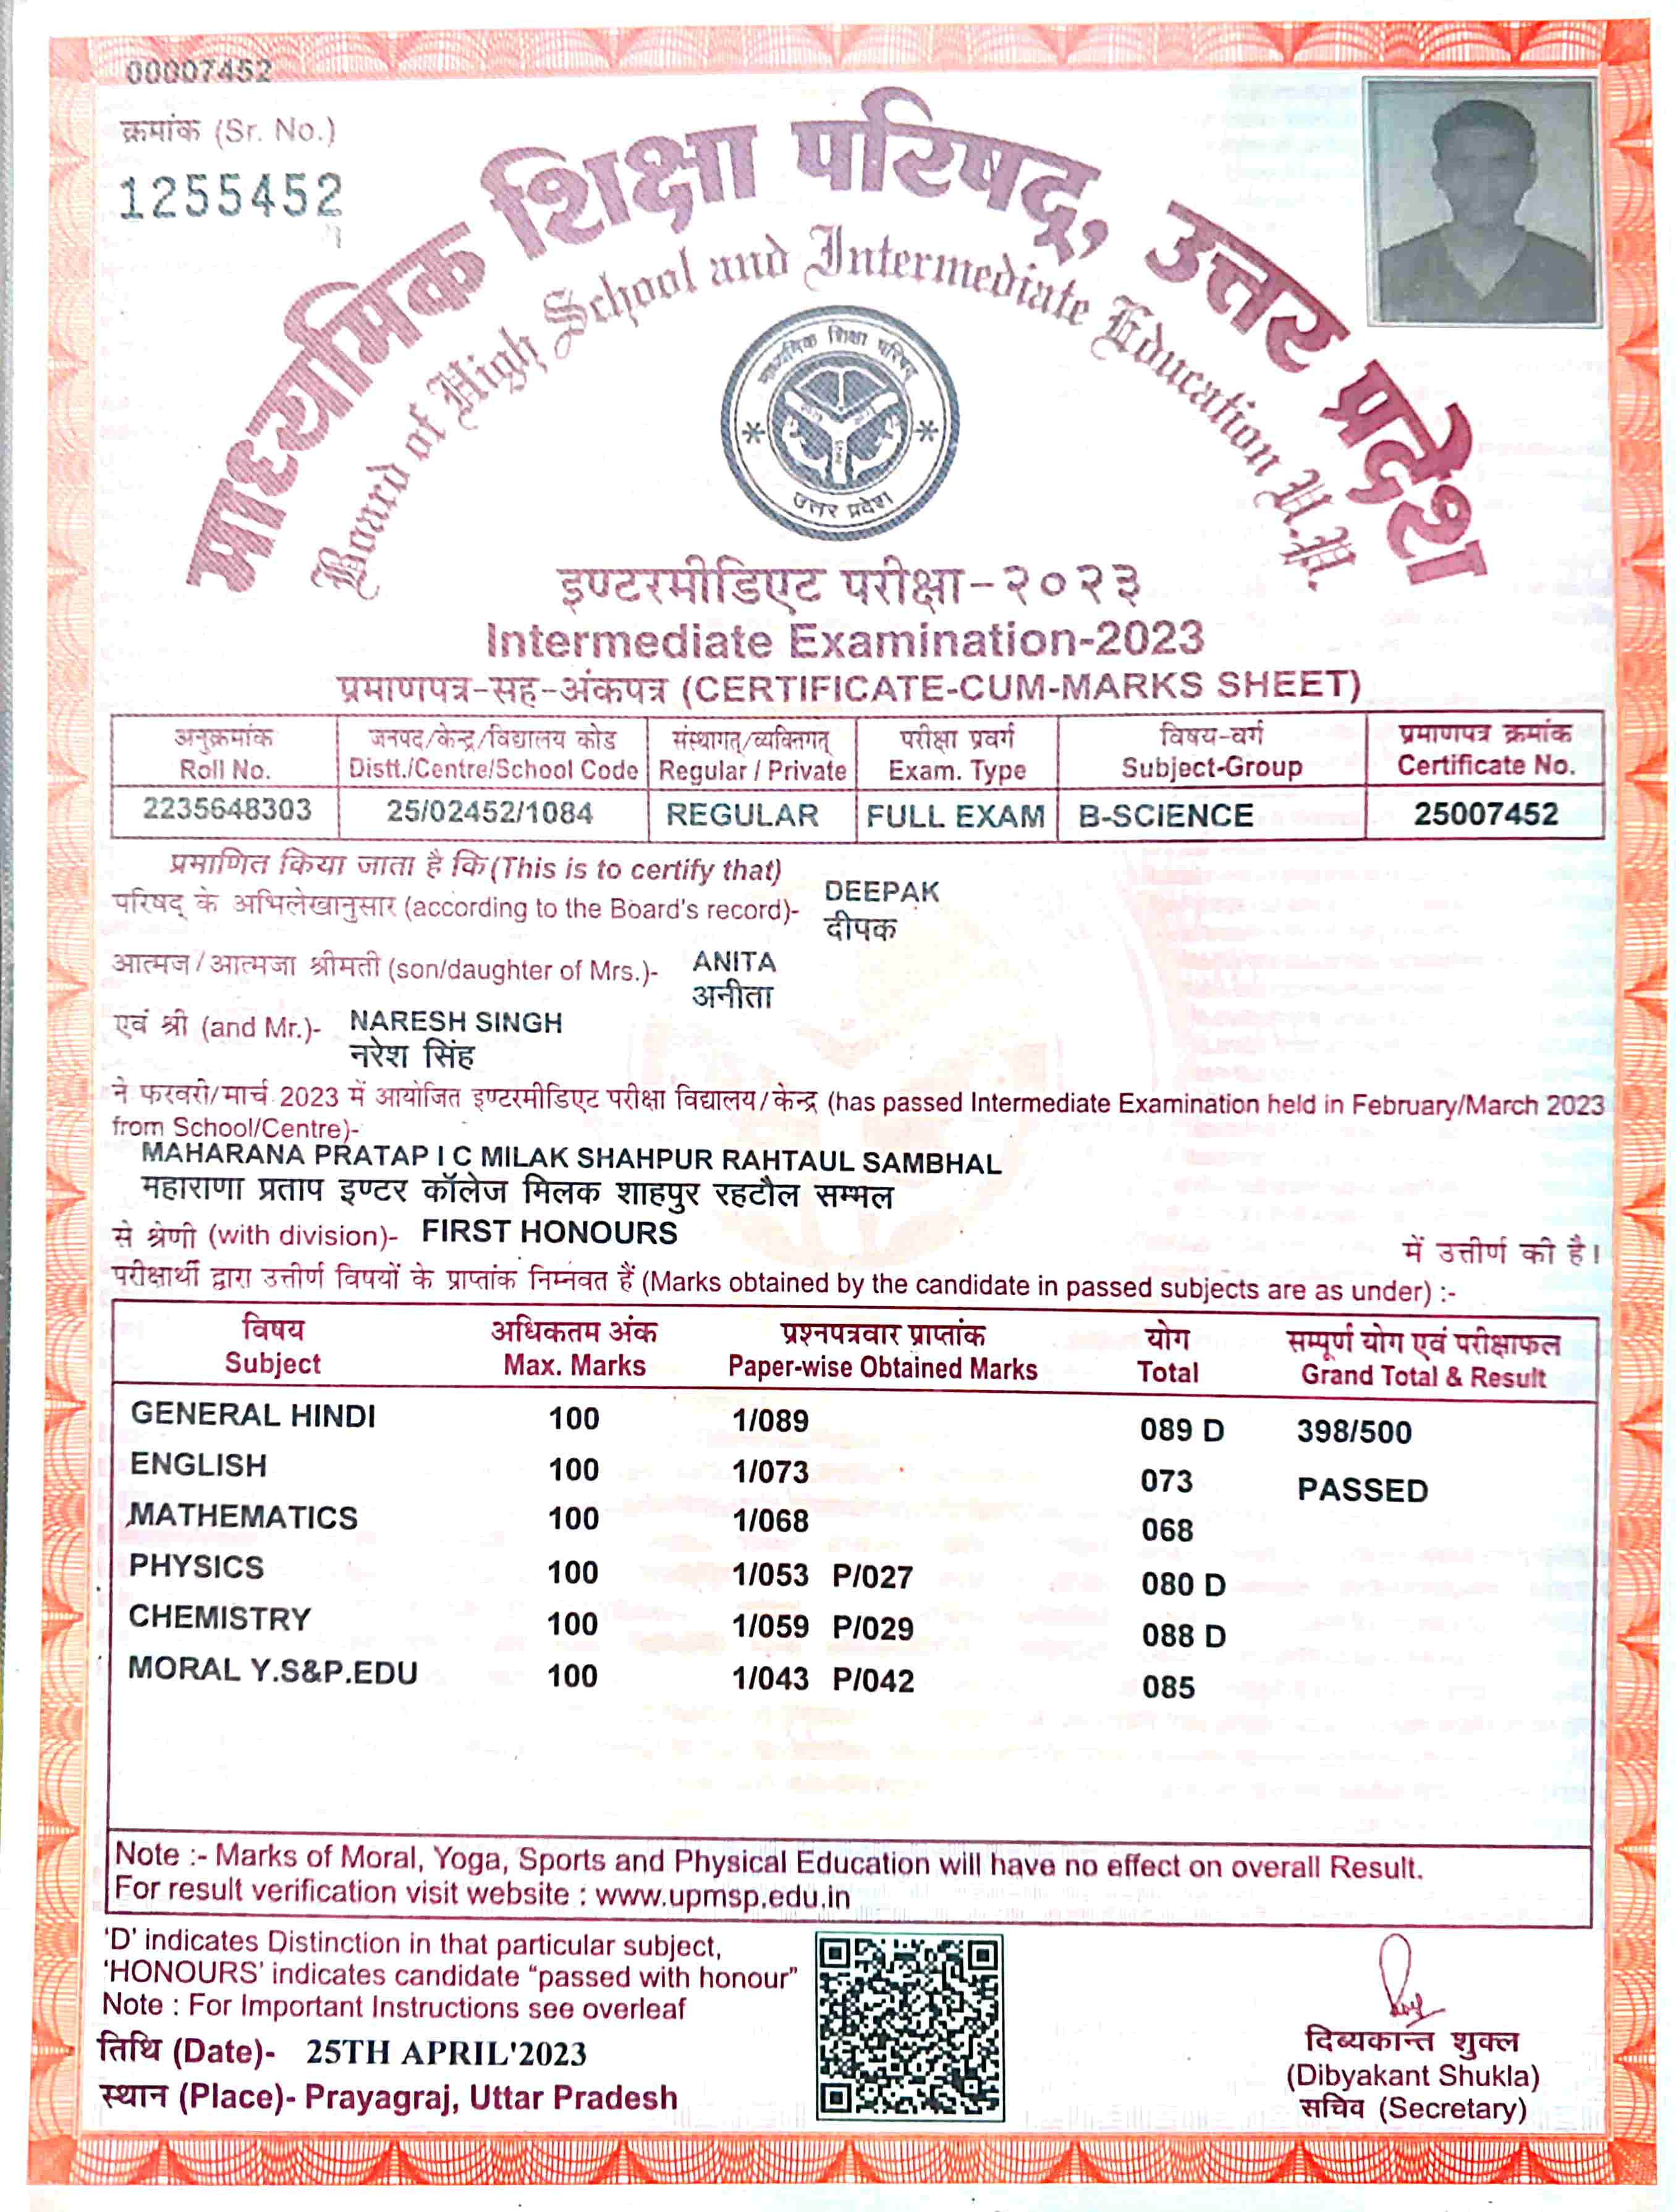 00007452
क्रमांक (Sr. No.)
1255452
माध्यमिक शिक्षा परिषद्, उत्तर प्रदेश
Board of High School and Intermediate Education U.P.
माध्यमिक शिक्षा परिषद्
उत्तर प्रदेश
इण्टरमीडिएट परीक्षा-२०२३
Intermediate Examination-2023
प्रमाणपत्र-सह-अंकपत्र (CERTIFICATE-CUM-MARKS SHEET)
अनुक्रमांक जनपद/केन्द्र/विद्यालय कोड संस्थागत्/व्यक्तिगत् परीक्षा प्रवर्ग विषय-वर्ग प्रमाणपत्र क्रमांक
Roll No. Distt./Centre/School Code Regular / Private Exam. Type Subject-Group Certificate No.
2235648303 25/02452/1084 REGULAR FULL EXAM B-SCIENCE 25007452
प्रमाणित किया जाता है कि (This is to certify that)
परिषद् के अभिलेखानुसार (according to the Board's record)- DEEPAK
दीपक
आत्मज/आत्मजा श्रीमती (son/daughter of Mrs.)- ANITA
अनीता
एवं श्री (and Mr.)- NARESH SINGH
नरेश सिंह
ने फरवरी/मार्च 2023 में आयोजित इण्टरमीडिएट परीक्षा विद्यालय/केन्द्र (has passed Intermediate Examination held in February/March 2023
from School/Centre)-
MAHARANA PRATAP I C MILAK SHAHPUR RAHTAUL SAMBHAL
महाराणा प्रताप इण्टर कॉलेज मिलक शाहपुर रहटौल सम्भल
से श्रेणी (with division)- FIRST HONOURS में उत्तीर्ण की है।
परीक्षार्थी द्वारा उत्तीर्ण विषयों के प्राप्तांक निम्नवत हैं (Marks obtained by the candidate in passed subjects are as under) :-
विषय अधिकतम अंक प्रश्नपत्रवार प्राप्तांक योग सम्पूर्ण योग एवं परीक्षाफल
Subject Max. Marks Paper-wise Obtained Marks Total Grand Total & Result
GENERAL HINDI 100 1/089 089 D 398/500
ENGLISH 100 1/073 073 PASSED
MATHEMATICS 100 1/068 068
PHYSICS 100 1/053 P/027 080 D
CHEMISTRY 100 1/059 P/029 088 D
MORAL Y.S&P.EDU 100 1/043 P/042 085
Note :- Marks of Moral, Yoga, Sports and Physical Education will have no effect on overall Result.
For result verification visit website : www.upmsp.edu.in
'D' indicates Distinction in that particular subject,
'HONOURS' indicates candidate "passed with honour"
Note : For Important Instructions see overleaf
तिथि (Date)- 25TH APRIL'2023
स्थान (Place)- Prayagraj, Uttar Pradesh
दिब्यकान्त शुक्ल
(Dibyakant Shukla)
सचिव (Secretary)